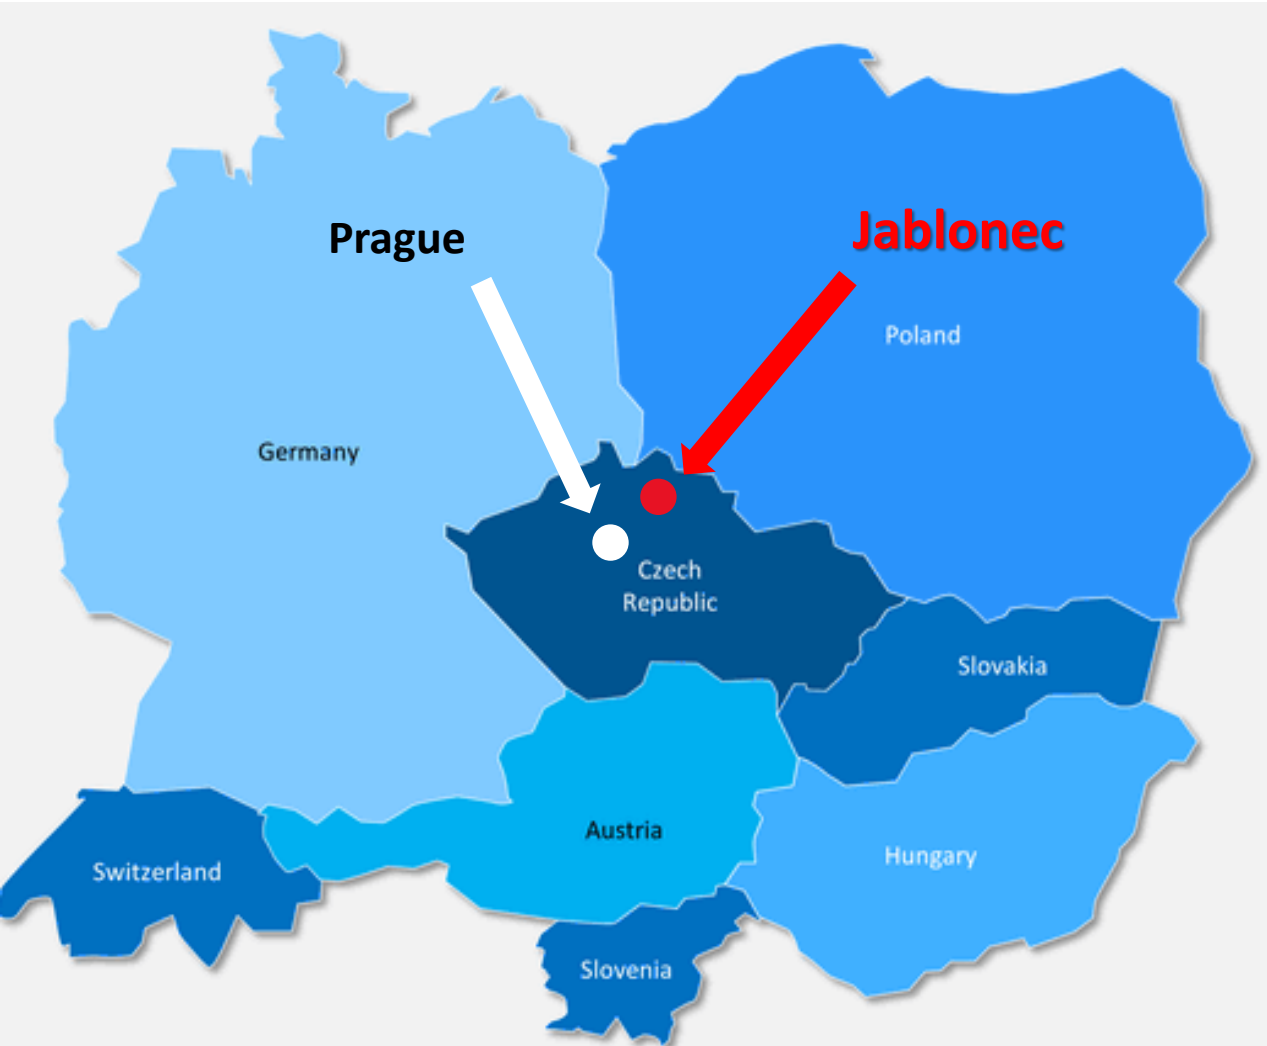 Prague
Jablonec
Poland
Germany
Czech
Republic
Slovakia
Austria
Hungary
Switzerland
Slovenia